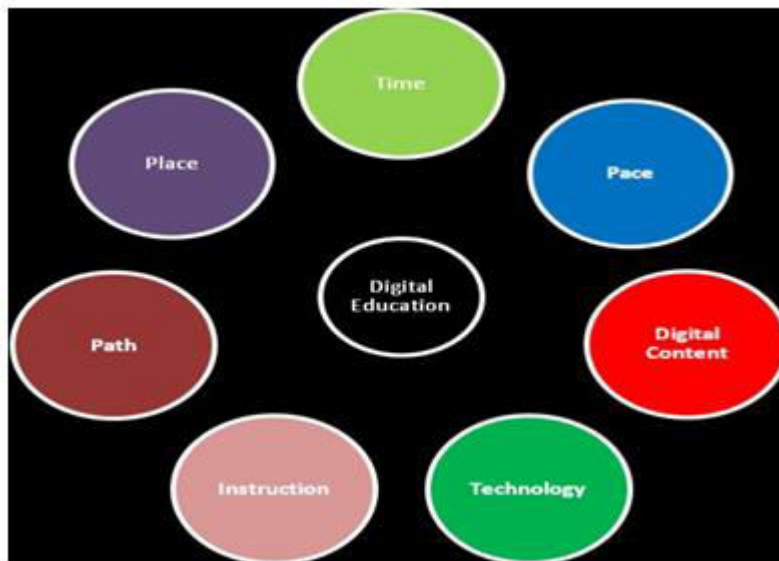 Time
Place
Pace
Digital
Education
Path
Digital
Content
Instruction
Technology